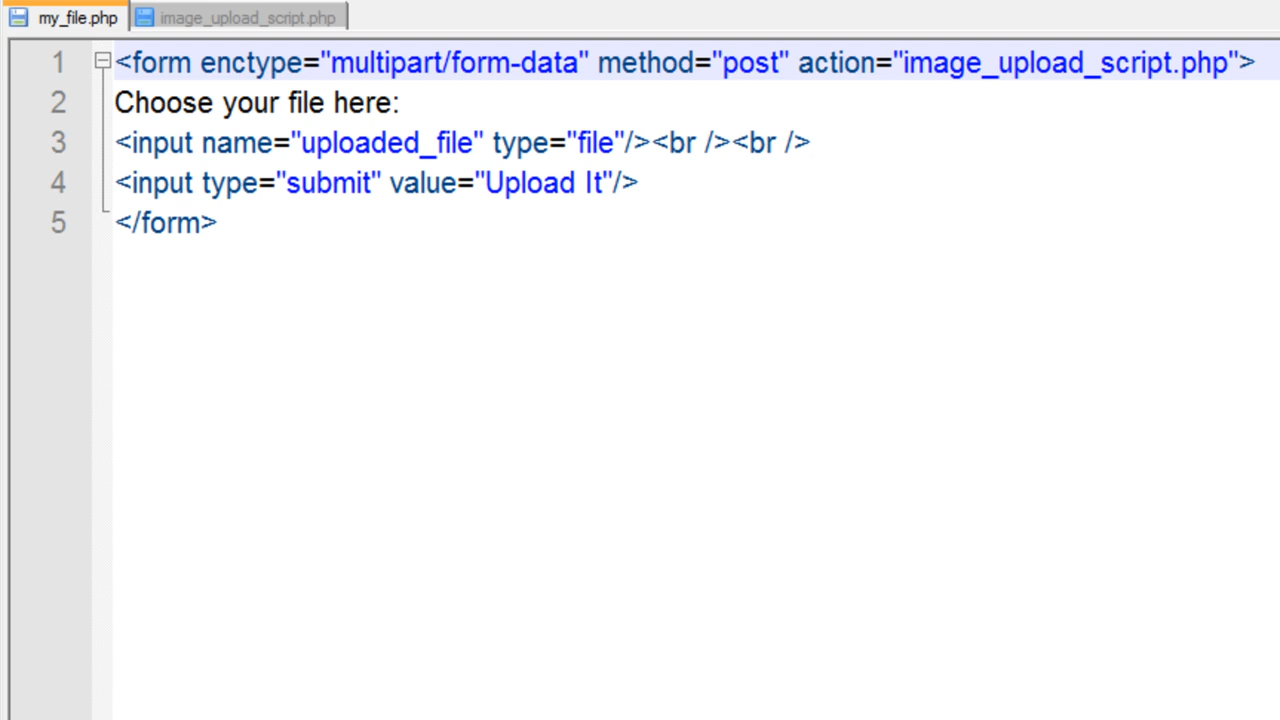 my_file.php image_upload_script.php
1 <form enctype="multipart/form-data" method="post" action="image_upload_script.php">
2 Choose your file here:
3 <input name="uploaded_file" type="file"/><br /><br />
4 <input type="submit" value="Upload It"/>
5 </form>